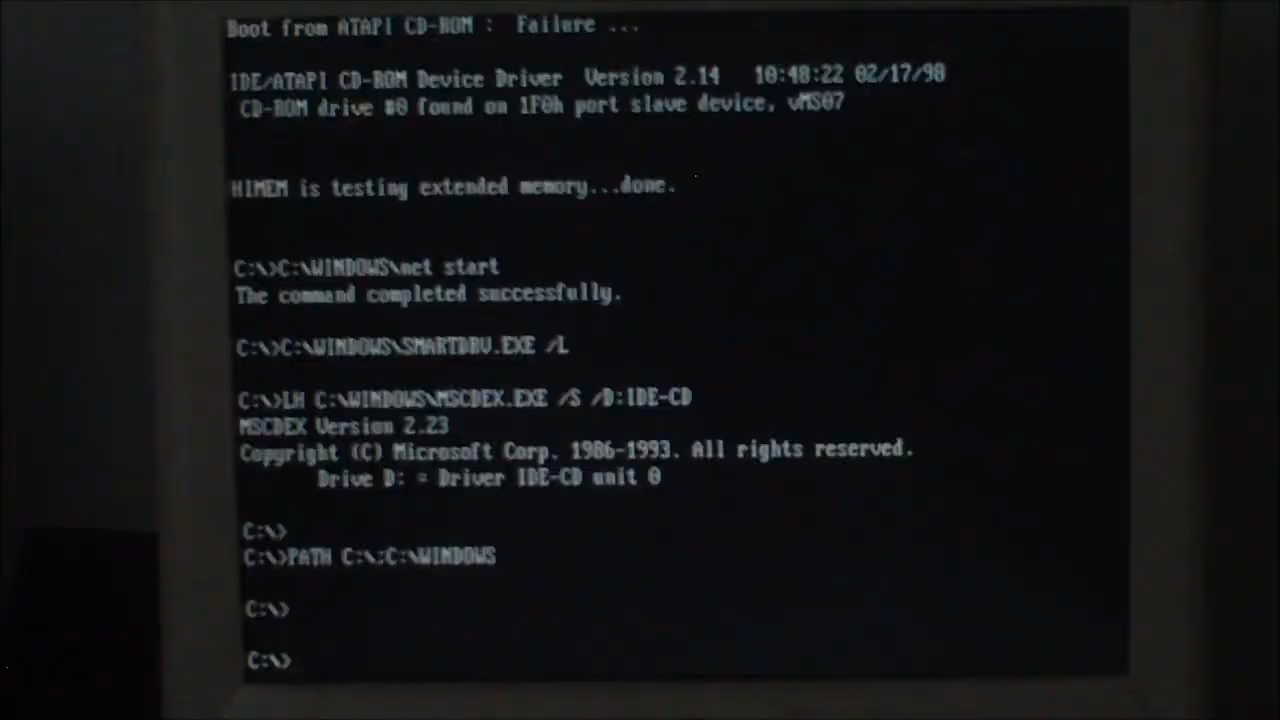 Boot from ATAPI CD-ROM : Failure ...
IDE/ATAPI CD-ROM Device Driver Version 2.14 10:48:22 02/17/98
CD-ROM drive #0 found on 1F0h port slave device, vMS07
HIMEM is testing extended memory...done.
C:\>C:\WINDOWS\net start
The command completed successfully.
C:\>C:\WINDOWS\SMARTDRV.EXE /L
C:\>LH C:\WINDOWS\MSCDEX.EXE /S /D:IDE-CD
MSCDEX Version 2.23
Copyright (C) Microsoft Corp. 1986-1993. All rights reserved.
Drive D: = Driver IDE-CD unit 0
C:\>
C:\>PATH C:\;C:\WINDOWS
C:\>
C:\>